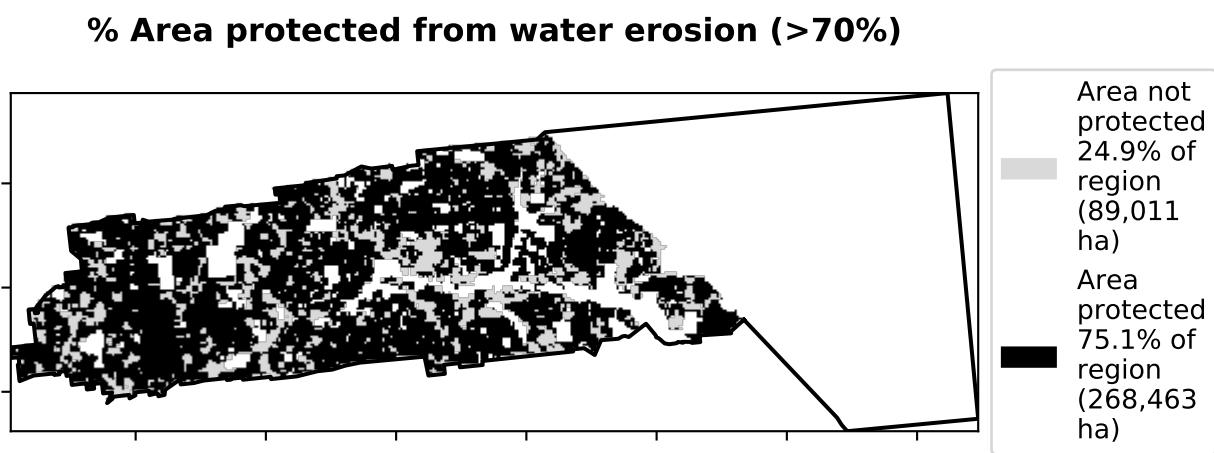 % Area protected from water erosion (>70%)
Area not
protected
24.9% of
region
(89,011
ha)
Area
protected
75.1% of
region
(268,463
ha)